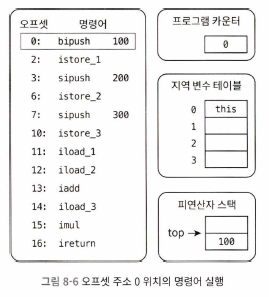 오프셋 명령어
0: bipush 100
2: istore_1
3: sipush 200
6: istore_2
7: sipush 300
10: istore_3
11: iload_1
12: iload_2
13: iadd
14: iload_3
15: imul
16: ireturn
프로그램 카운터
0
지역 변수 테이블
0 this
1
2
3
피연산자 스택
top →
100
그림 8-6 오프셋 주소 0 위치의 명령어 실행